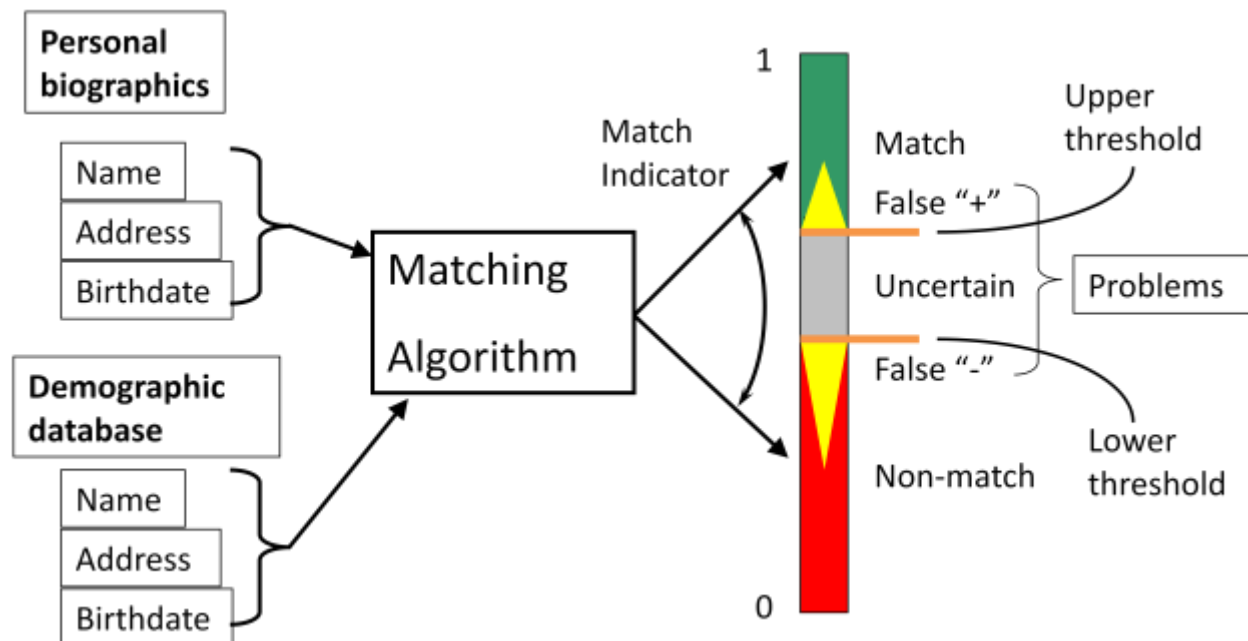 Personal
biographics
Name
Address
Birthdate
Demographic
database
Name
Address
Birthdate
Matching
Algorithm
Match
Indicator
1
0
Match
False “+”
Uncertain
False “-”
Non-match
Upper
threshold
Problems
Lower
threshold